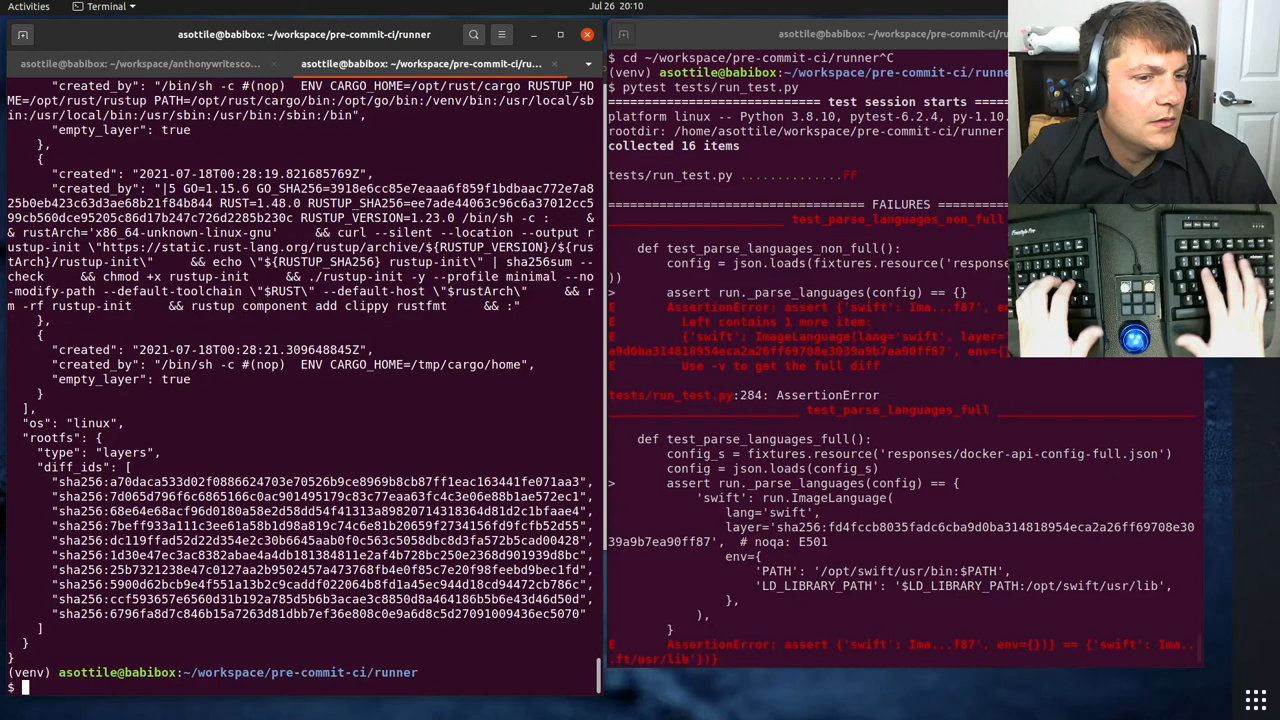 Activities
Terminal
Jul 26 20:10
asottile@babibox: ~/workspace/pre-commit-ci/runner
asottile@babibox: ~/workspace/anthonywritesco...
asottile@babibox: ~/workspace/pre-commit-ci/ru...
"created_by": "/bin/sh -c #(nop)  ENV CARGO_HOME=/opt/rust/cargo RUSTUP_HO
ME=/opt/rust/rustup PATH=/opt/rust/cargo/bin:/opt/go/bin:/venv/bin:/usr/local/sb
in:/usr/local/bin:/usr/sbin:/usr/bin:/sbin:/bin",
"empty_layer": true
},
{
"created": "2021-07-18T00:28:19.821685769Z",
"created_by": "|5 GO=1.15.6 GO_SHA256=3918e6cc85e7eaaa6f859f1bdbaac772e7a8
25b0eb423c63d3ae68b21f84b844 RUST=1.48.0 RUSTUP_SHA256=ee7ade44063c96c6a37012cc5
99cb560dce95205c86d17b247c726d2285b230c RUSTUP_VERSION=1.23.0 /bin/sh -c :     &
& rustArch='x86_64-unknown-linux-gnu'     && curl --silent --location --output r
ustup-init \"https://static.rust-lang.org/rustup/archive/${RUSTUP_VERSION}/${rus
tArch}/rustup-init\"     && echo \"${RUSTUP_SHA256}  rustup-init\" | sha256sum --
check     && chmod +x rustup-init     && ./rustup-init -y --profile minimal --no
-modify-path --default-toolchain \"$RUST\" --default-host \"$rustArch\"     && r
m -rf rustup-init     && rustup component add clippy rustfmt     && :"
},
{
"created": "2021-07-18T00:28:21.309648845Z",
"created_by": "/bin/sh -c #(nop)  ENV CARGO_HOME=/tmp/cargo/home",
"empty_layer": true
}
],
"os": "linux",
"rootfs": {
"type": "layers",
"diff_ids": [
"sha256:a70daca533d02f0886624703e70526b9ce8969b8cb87ff1eac163441fe071aa3",
"sha256:7d065d796f6c6865166c0ac901495179c83c77eaa63fc4c3e06e88b1ae572ec1",
"sha256:68e64e68acf96d0180a58e2d58dd54f41313a89820714318364d81d2c1bfaae4",
"sha256:7beff933a111c3ee61a58b1d98a819c74c6e81b20659f2734156fd9fcfb52d55",
"sha256:dc119ffad52d22d354e2c30b6645aab0f0c563c5058dbc8d3fa572b5cad00428",
"sha256:1d30e47ec3ac8382abae4a4db181384811e2af4b728bc250e2368d901939d8bc",
"sha256:25b7321238e47c0127aa2b9502457a473768fb4e0f85c7e20f98feebd9bec1fd",
"sha256:5900d62bcb9e4f551a13b2c9caddf022064b8fd1a45ec944d18cd94472cb786c",
"sha256:ccf593657e6560d31b192a785d5b6b3acae3c8850d8a464186b5b6e43d46d50d",
"sha256:6796fa8d7c846b15a7263d81dbb7ef36e808c0e9a6d8c5d27091009436ec5070"
]
}
}
(venv) asottile@babibox:~/workspace/pre-commit-ci/runner
$
asottile@babibox: ~/workspace/pre-commit-ci/runn
$ cd ~/workspace/pre-commit-ci/runner^C
(venv) asottile@babibox:~/workspace/pre-commit-ci/runne
$ pytest tests/run_test.py
============================ test session starts ==
platform linux -- Python 3.8.10, pytest-6.2.4, py-1.10.
rootdir: /home/asottile/workspace/pre-commit-ci/runner
collected 16 items
tests/run_test.py ..............FF
=================================== FAILURES ==========
test_parse_languages_non_full
def test_parse_languages_non_full():
config = json.loads(fixtures.resource('response
))
>       assert run._parse_languages(config) == {}
E       AssertionError: assert {'swift': Ima...f87', env=
E         Left contains 1 more item:
E         {'swift': ImageLanguage(lang='swift', layer=
a9d0ba314818954eca2a26ff69708e3039a9b7ea90ff87', env={}
E         Use -v to get the full diff
tests/run_test.py:284: AssertionError
test_parse_languages_full
def test_parse_languages_full():
config_s = fixtures.resource('responses/docker-api-config-full.json')
config = json.loads(config_s)
>       assert run._parse_languages(config) == {
'swift': run.ImageLanguage(
lang='swift',
layer='sha256:fd4fccb8035fadc6cba9d0ba314818954eca2a26ff69708e30
39a9b7ea90ff87',  # noqa: E501
env={
'PATH': '/opt/swift/usr/bin:$PATH',
'LD_LIBRARY_PATH': '$LD_LIBRARY_PATH:/opt/swift/usr/lib',
},
),
}
E       AssertionError: assert {'swift': Ima...f87', env={})} == {'swift': Ima..
.ft/usr/lib'})}